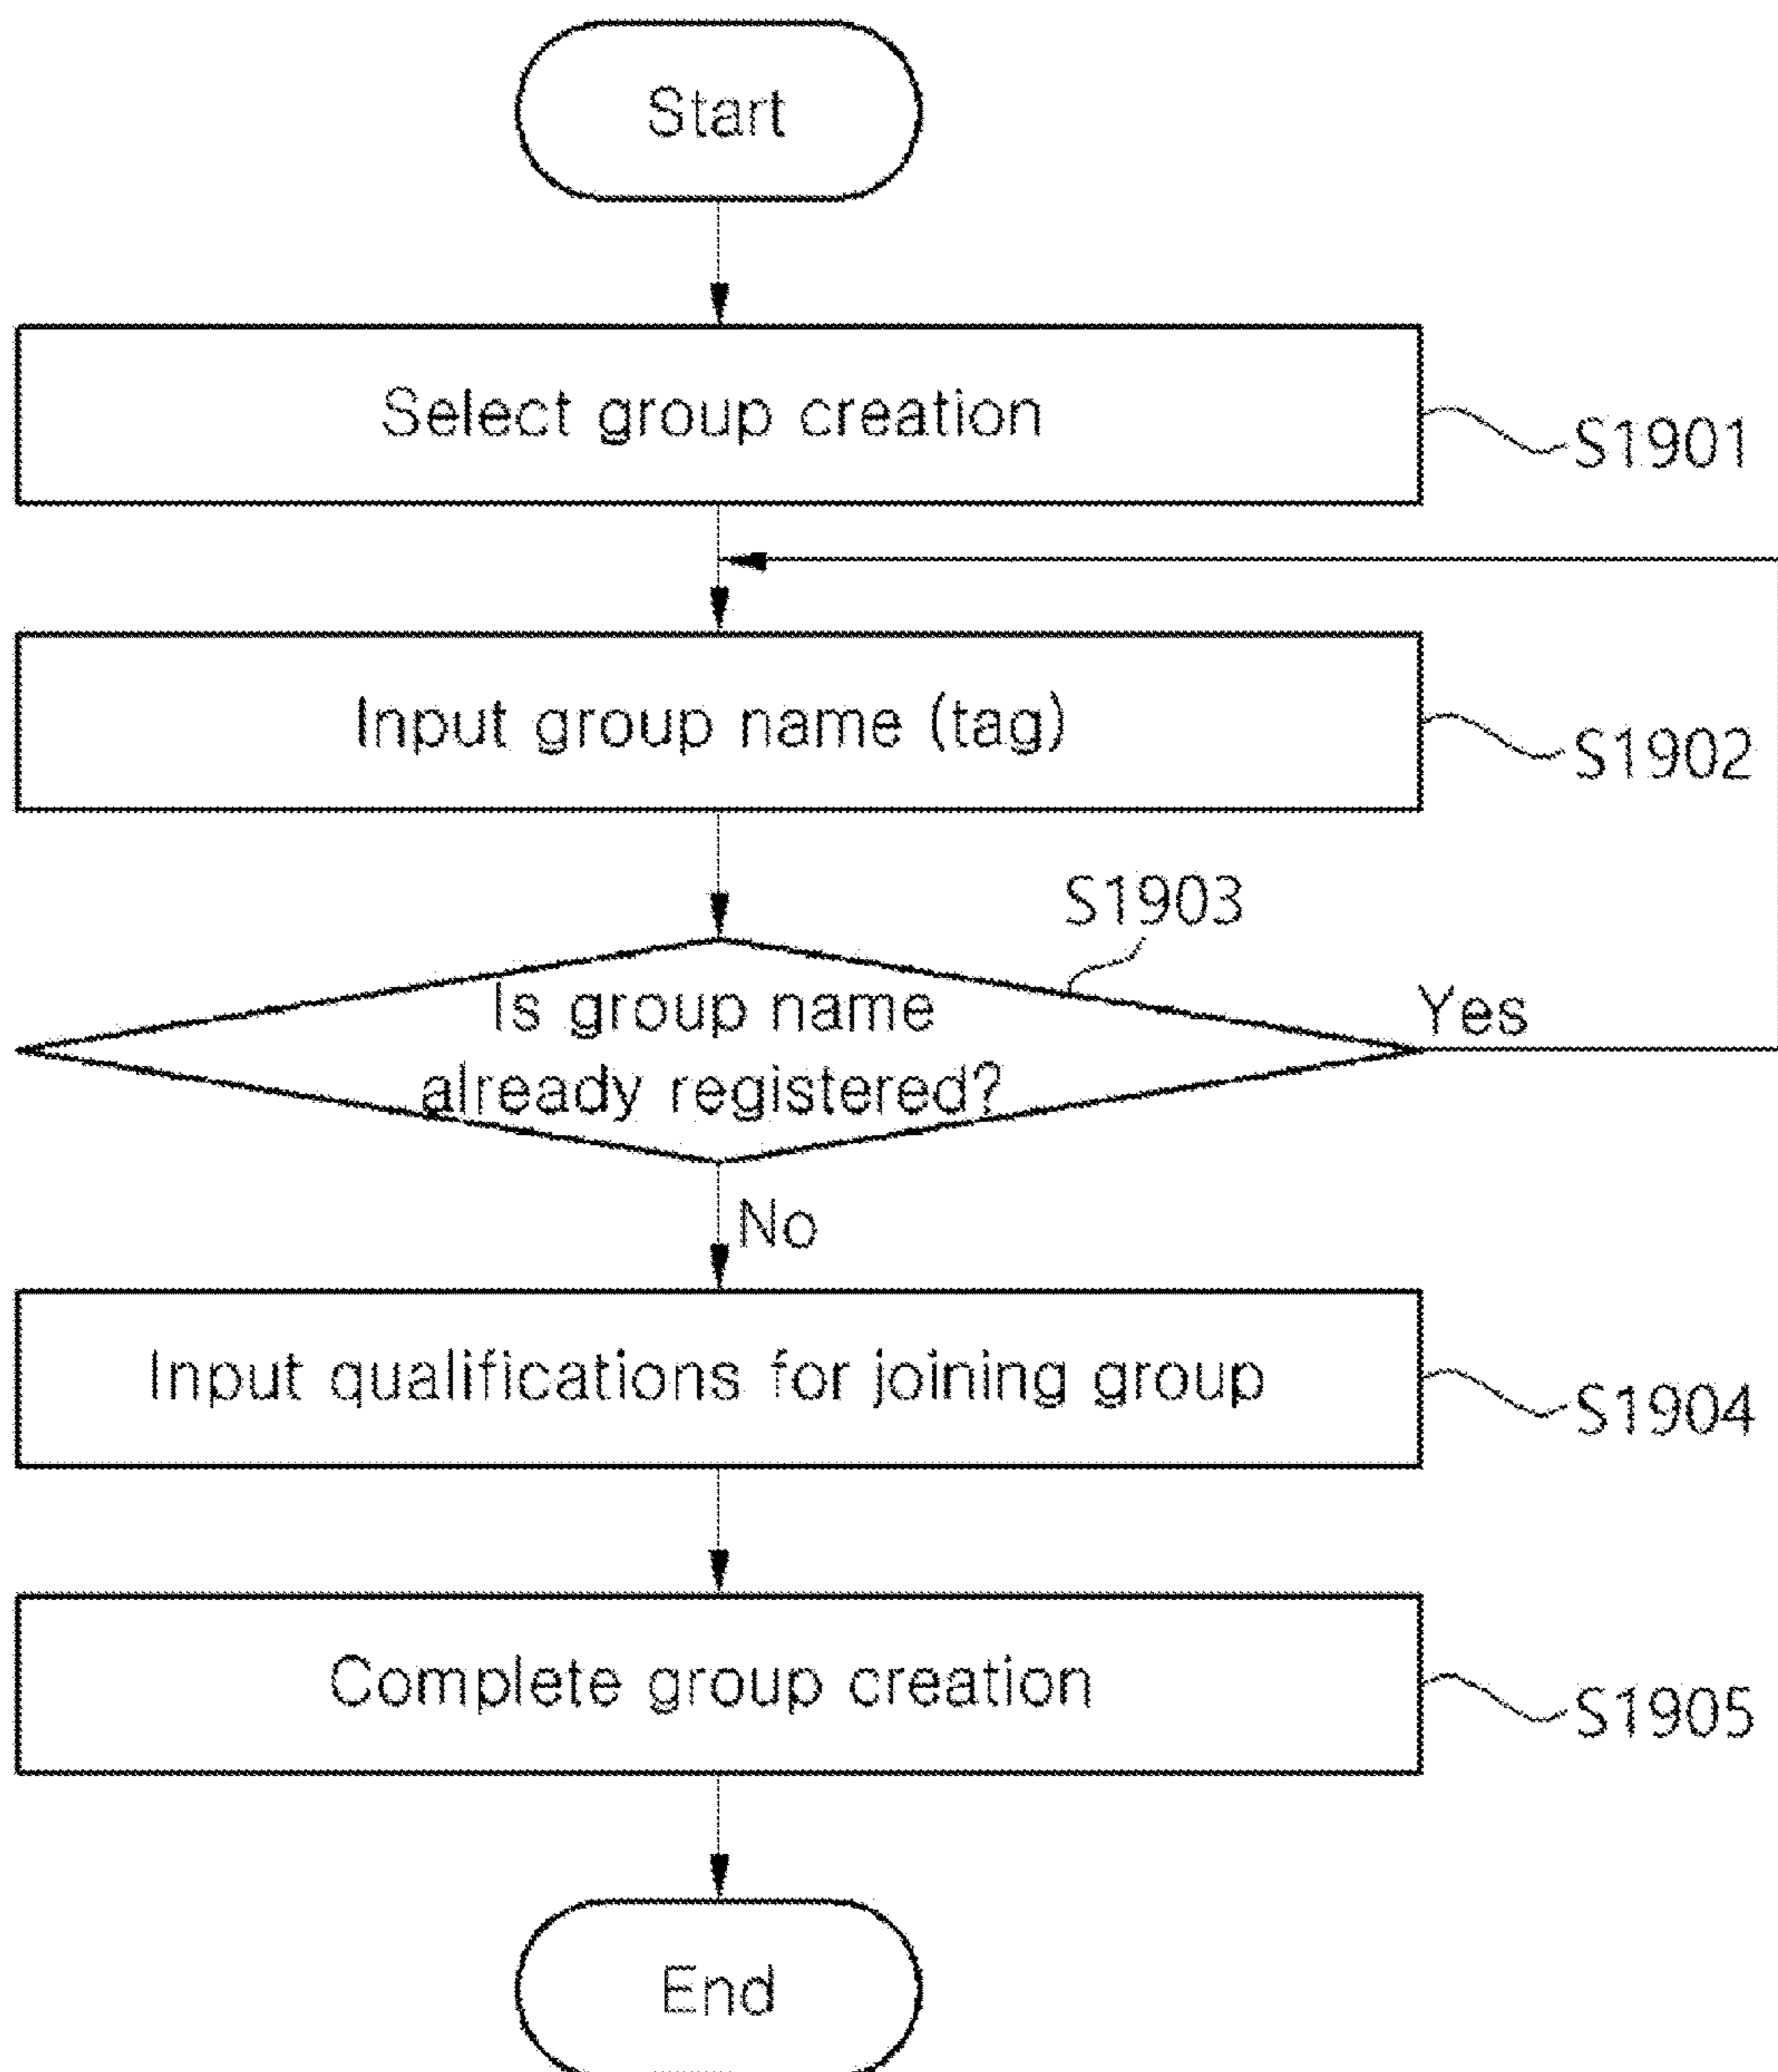 Start
Select group creation
S1901
Input group name (tag)
S1902
S1903
Is group name
already registered?
Yes
No
Input qualifications for joining group
S1904
Complete group creation
S1905
End